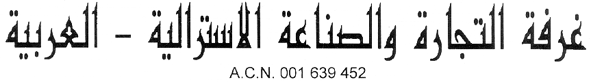 غرفة التجارة والصناعة الاسترالية - العربية
A.C.N. 001 639 452